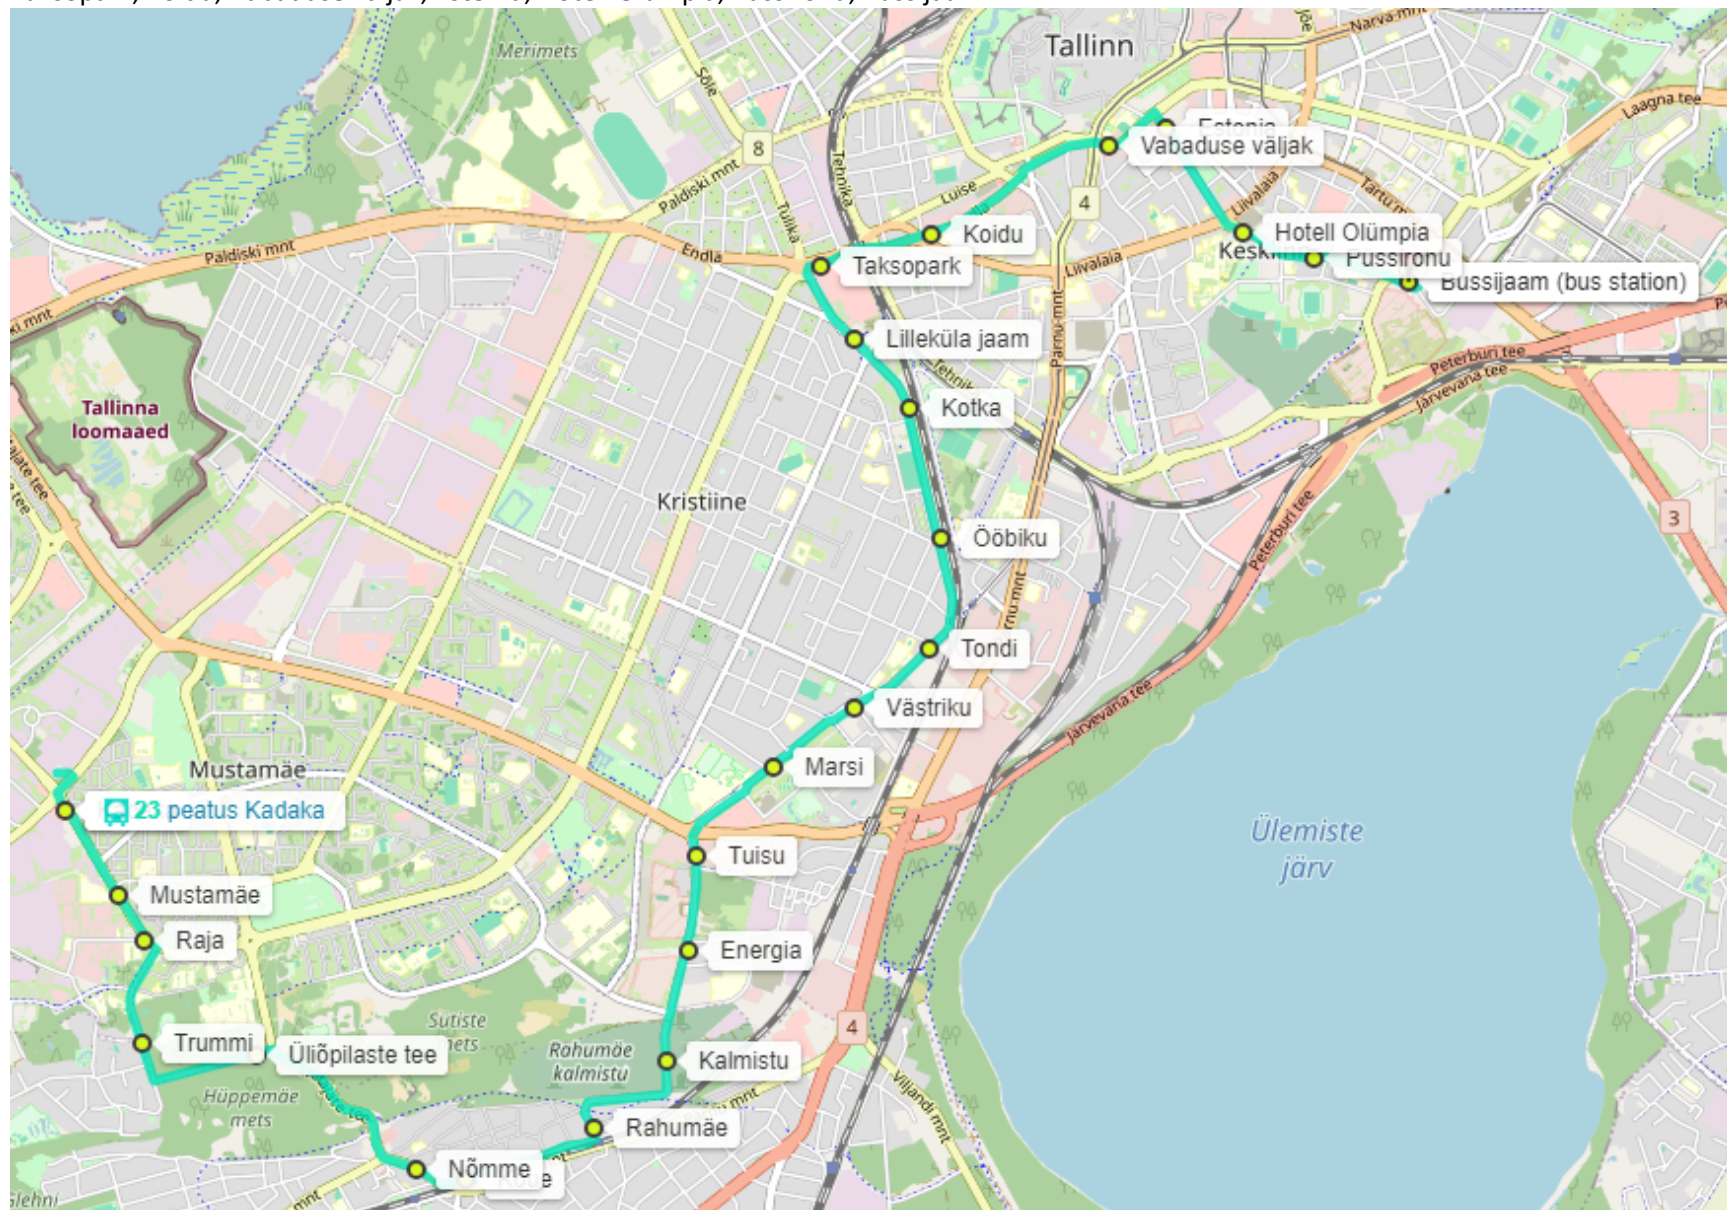 Merimets
Tallinn
Narva mnt
Sõle
8
Paldiski mnt
Tehnika
Tulika
Luise
4
Laagna tee
Estonia
Vabaduse väljak
Liivalaia
Tartu m
Koidu
Hotell Olümpia
Pussirohu
Bussijaam (bus station)
Paldiski mnt
Endla
Taksopark
Liivalaia
Pärnu mnt
Lilleküla jaam
Peterburi tee
Järvevana tee
Tallinna
loomaaed
Kotka
Kristiine
Ööbiku
3
Peterburi tee
Tondi
Västriku
Järvevana tee
Marsi
Mustamäe
23 peatus Kadaka
Ülemiste
järv
Tuisu
Mustamäe
Raja
Energia
Sutiste
mets
4
Trummi
Üliõpilaste tee
Rahumäe
kalmistu
Kalmistu
Hüppemäe
mets
Viljandi mnt
Rahumäe
Nõmme